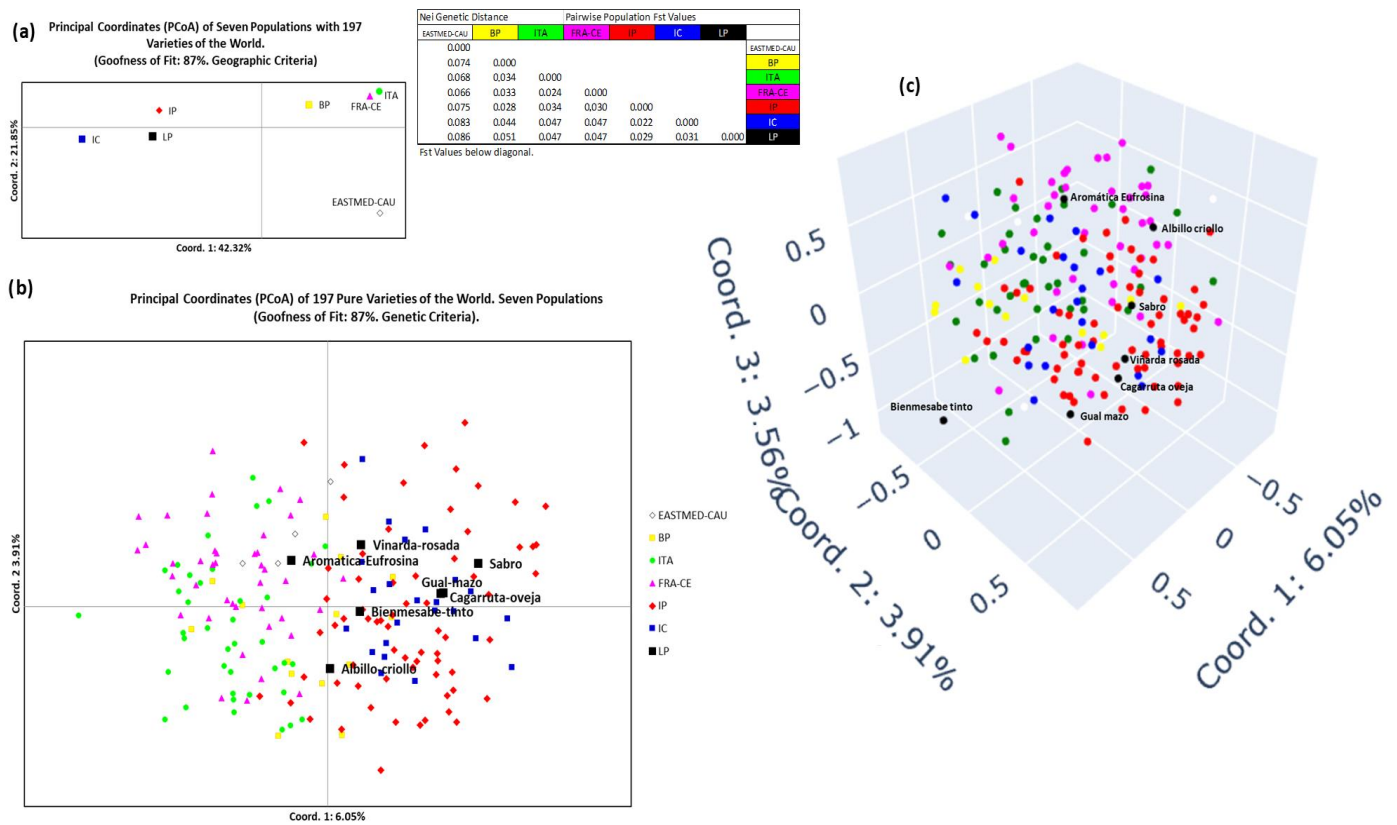 (a)
Principal Coordinates (PCoA) of Seven Populations with 197
Varieties of the World.
(Goofness of Fit: 87%. Geographic Criteria)
Coord. 2: 21.85%
IP
BP
ITA
FRA-CE
IC
LP
EASTMED-CAU
Coord. 1: 42.32%
Nei Genetic Distance Pairwise Population Fst Values
EASTMED-CAU BP ITA FRA-CE IP IC LP
0.000 EASTMED-CAU
0.074 0.000 BP
0.068 0.034 0.000 ITA
0.066 0.033 0.024 0.000 FRA-CE
0.075 0.028 0.034 0.030 0.000 IP
0.083 0.044 0.047 0.047 0.022 0.000 IC
0.086 0.051 0.047 0.047 0.029 0.031 0.000 LP
Fst Values below diagonal.
(b)
Principal Coordinates (PCoA) of 197 Pure Varieties of the World. Seven Populations
(Goofness of Fit: 87%. Genetic Criteria).
Coord. 2 3.91%
Vinarda-rosada
Aromatica-Eufrosina
Sabro
Gual-mazo
Cagarruta-oveja
Bienmesabe-tinto
Albillo-criollo
Coord. 1: 6.05%
EASTMED-CAU
BP
ITA
FRA-CE
IP
IC
LP
(c)
Aromática Eufrosina
Albillo criollo
Sabro
Viñarda rosada
Cagarruta oveja
Bienmesabe tinto
Gual mazo
0.5
0
−0.5
−1
Coord. 3: 3.56%
−0.5
0
0.5
Coord. 2: 3.91%
−0.5
0
0.5
Coord. 1: 6.05%